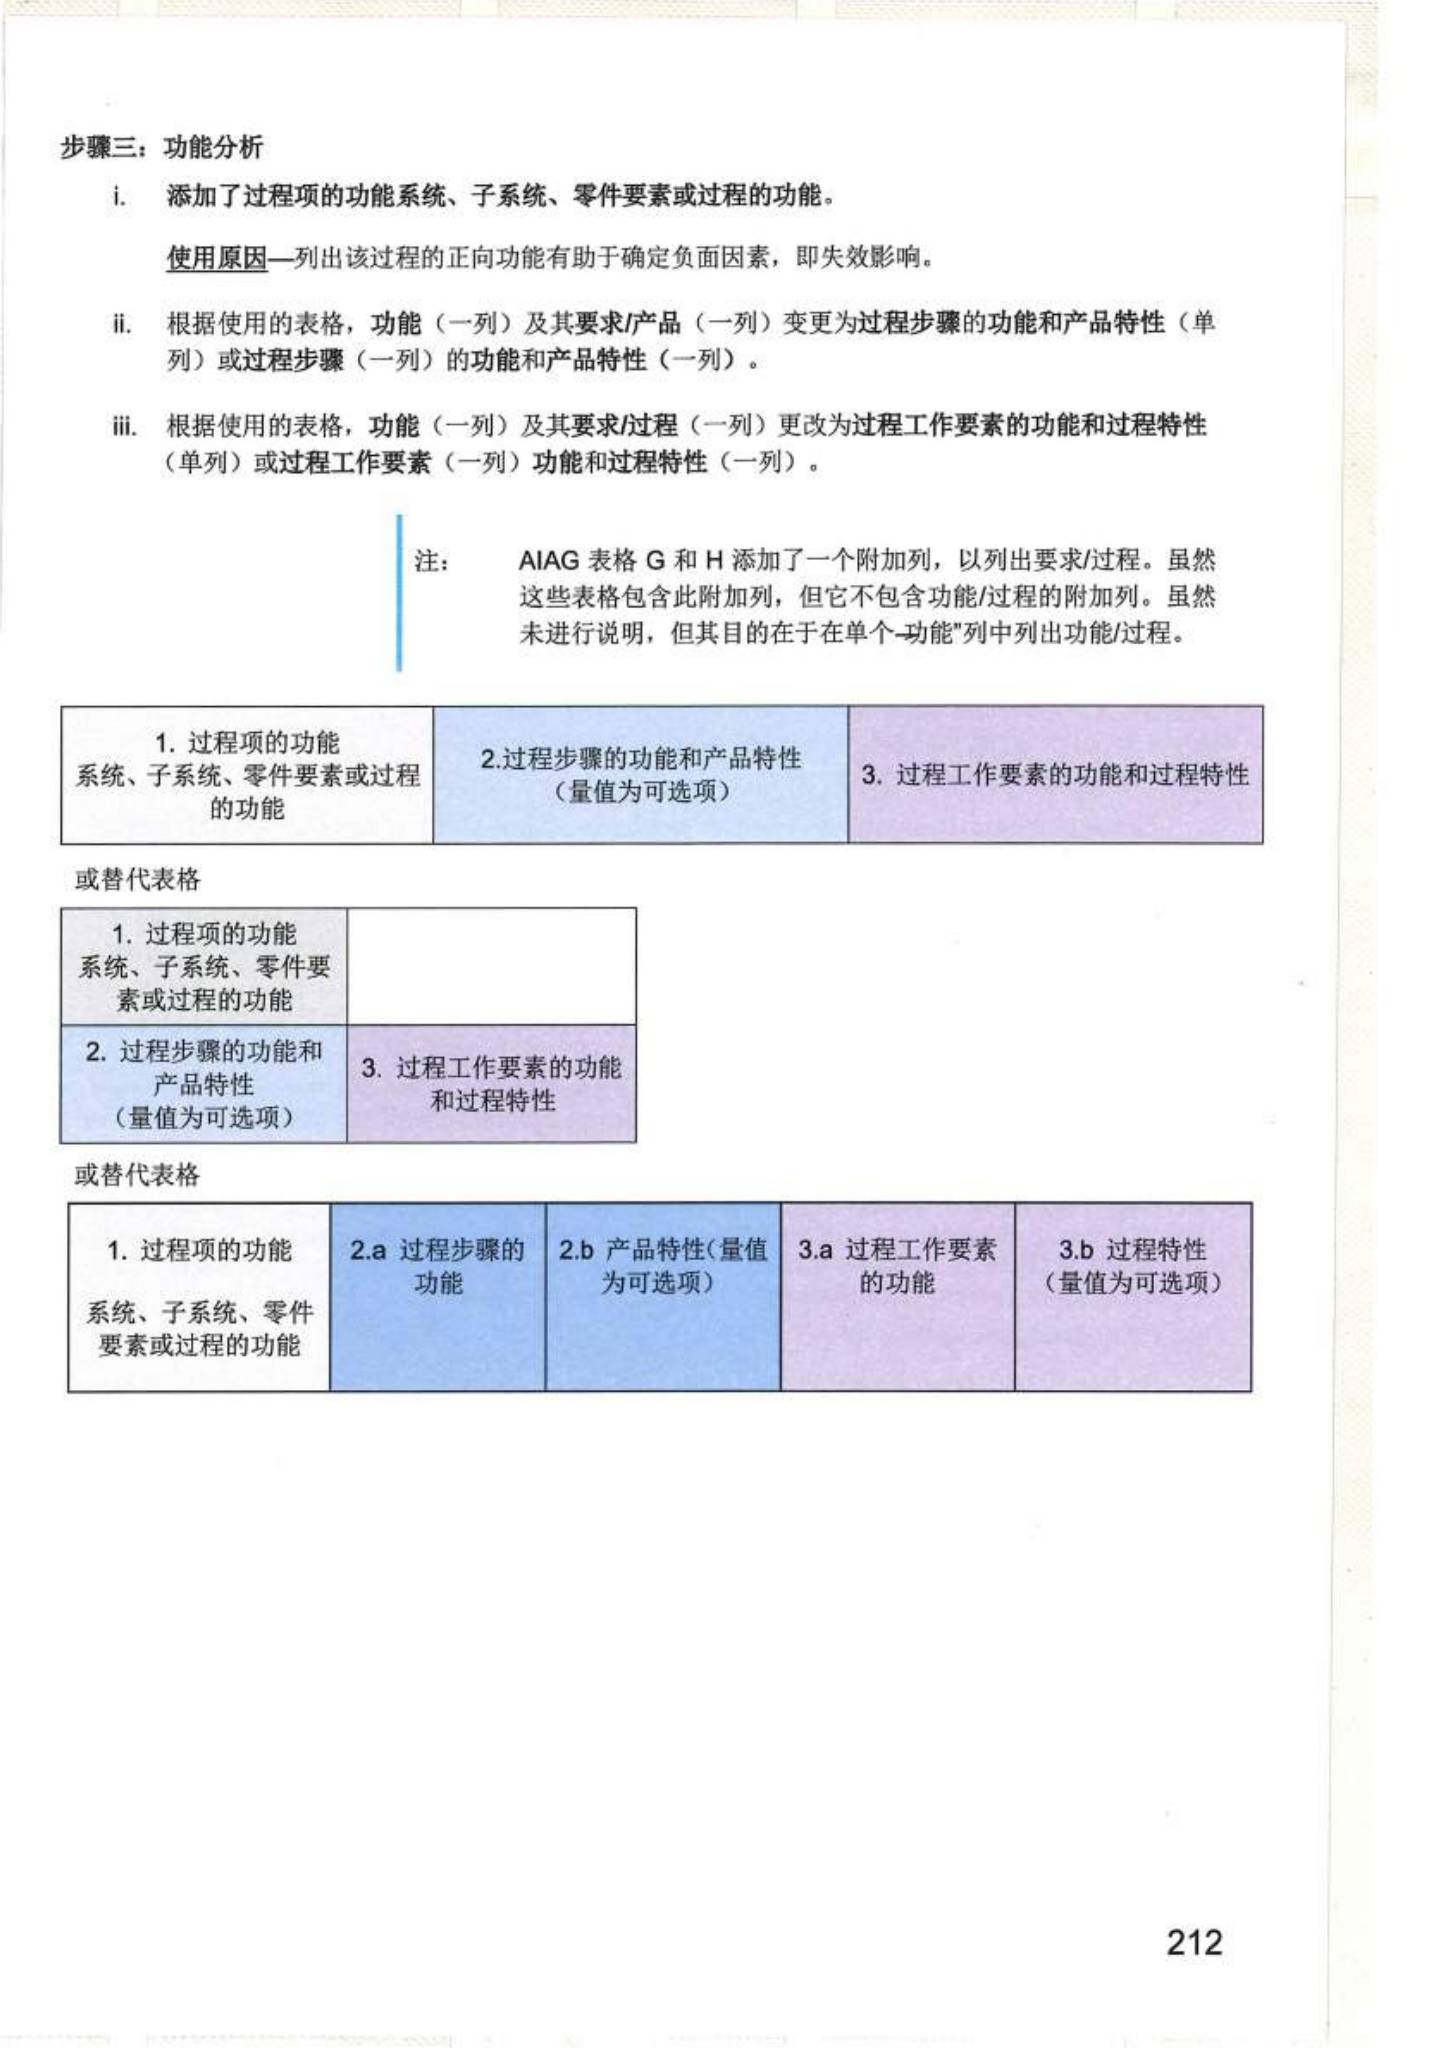 步骤三：功能分析
i. 添加了过程项的功能系统、子系统、零件要素或过程的功能。
使用原因—列出该过程的正向功能有助于确定负面因素，即失效影响。
ii. 根据使用的表格，功能（一列）及其要求/产品（一列）变更为过程步骤的功能和产品特性（单
列）或过程步骤（一列）的功能和产品特性（一列）。
iii. 根据使用的表格，功能（一列）及其要求/过程（一列）更改为过程工作要素的功能和过程特性
（单列）或过程工作要素（一列）功能和过程特性（一列）。
注： AIAG 表格 G 和 H 添加了一个附加列，以列出要求/过程。虽然
这些表格包含此附加列，但它不包含功能/过程的附加列。虽然
未进行说明，但其目的在于在单个―功能”列中列出功能/过程。
1. 过程项的功能
系统、子系统、零件要素或过程
的功能
2.过程步骤的功能和产品特性
（量值为可选项）
3. 过程工作要素的功能和过程特性
或替代表格
1. 过程项的功能
系统、子系统、零件要
素或过程的功能
2. 过程步骤的功能和
产品特性
（量值为可选项）
3. 过程工作要素的功能
和过程特性
或替代表格
1. 过程项的功能
系统、子系统、零件
要素或过程的功能
2.a 过程步骤的
功能
2.b 产品特性（量值
为可选项）
3.a 过程工作要素
的功能
3.b 过程特性
（量值为可选项）
212